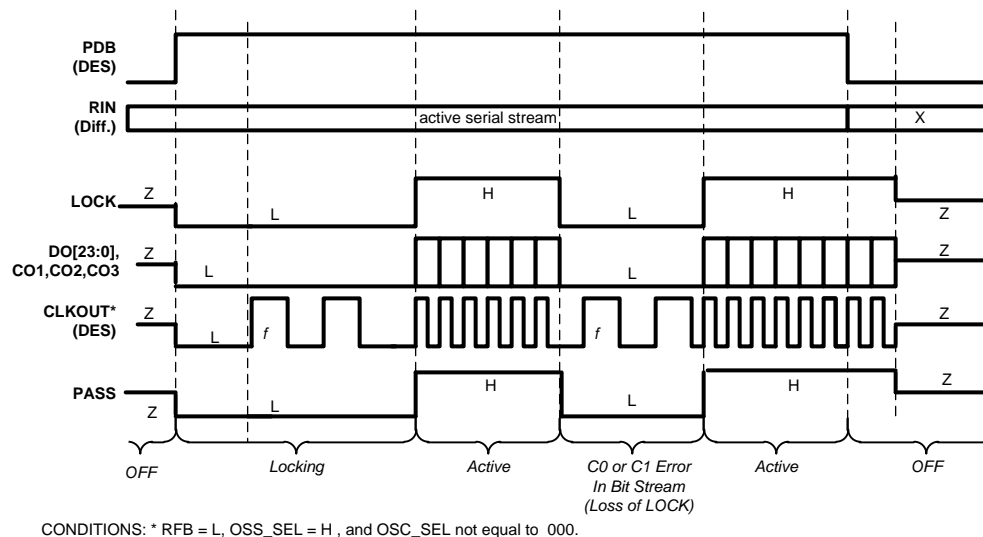 PDB
(DES)
RIN
(Diff.)
active serial stream
X
LOCK
Z
L
H
L
H
Z
DO[23:0],
CO1,CO2,CO3
Z
L
L
Z
CLKOUT*
(DES)
Z
L
f
f
Z
PASS
Z
L
H
L
H
Z
OFF
Locking
Active
C0 or C1 Error
In Bit Stream
(Loss of LOCK)
Active
OFF
CONDITIONS: * RFB = L, OSS_SEL = H , and OSC_SEL not equal to 000.